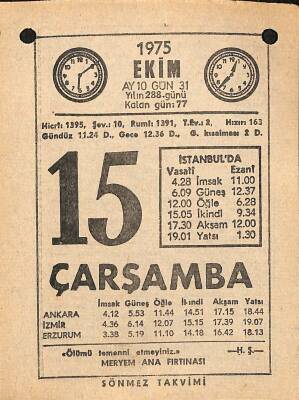 1975
EKİM
AY 10 GÜN 31
Yılın 288. günü
Kalan gün: 77
Hicrî: 1395, Şev.: 10, Rumî: 1391, T.Ev.: 2, Hızır: 163
Gündüz 11.24 D., Gece 12.36 D., G. kısalması 2 D.
15
İSTANBUL'DA
Vasatî Ezanî
4.28 İmsak 11.00
6.09 Güneş 12.37
12.00 Öğle 6.28
15.05 İkindi 9.34
17.30 Akşam 12.00
19.01 Yatsı 1.30
ÇARŞAMBA
İmsak Güneş Öğle İkindi Akşam Yatsı
ANKARA 4.12 5.53 11.44 14.51 17.15 18.44
İZMİR 4.36 6.14 12.07 15.15 17.39 19.07
ERZURUM 3.38 5.19 11.10 14.18 16.42 18.13
«Ölümü temenni etmeyiniz.» —H. Ş.—
MERYEM ANA FIRTINASI
SÖNMEZ TAKVİMİ